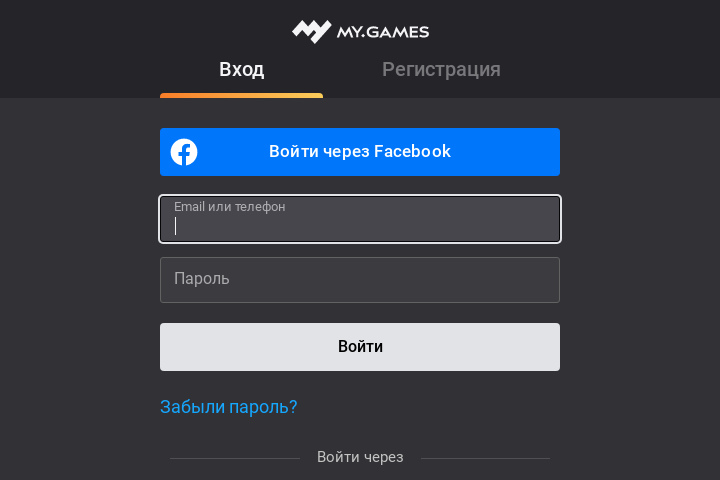 MY.GAMES
Вход
Регистрация
Войти через Facebook
Email или телефон
Пароль
Войти
Забыли пароль?
Войти через